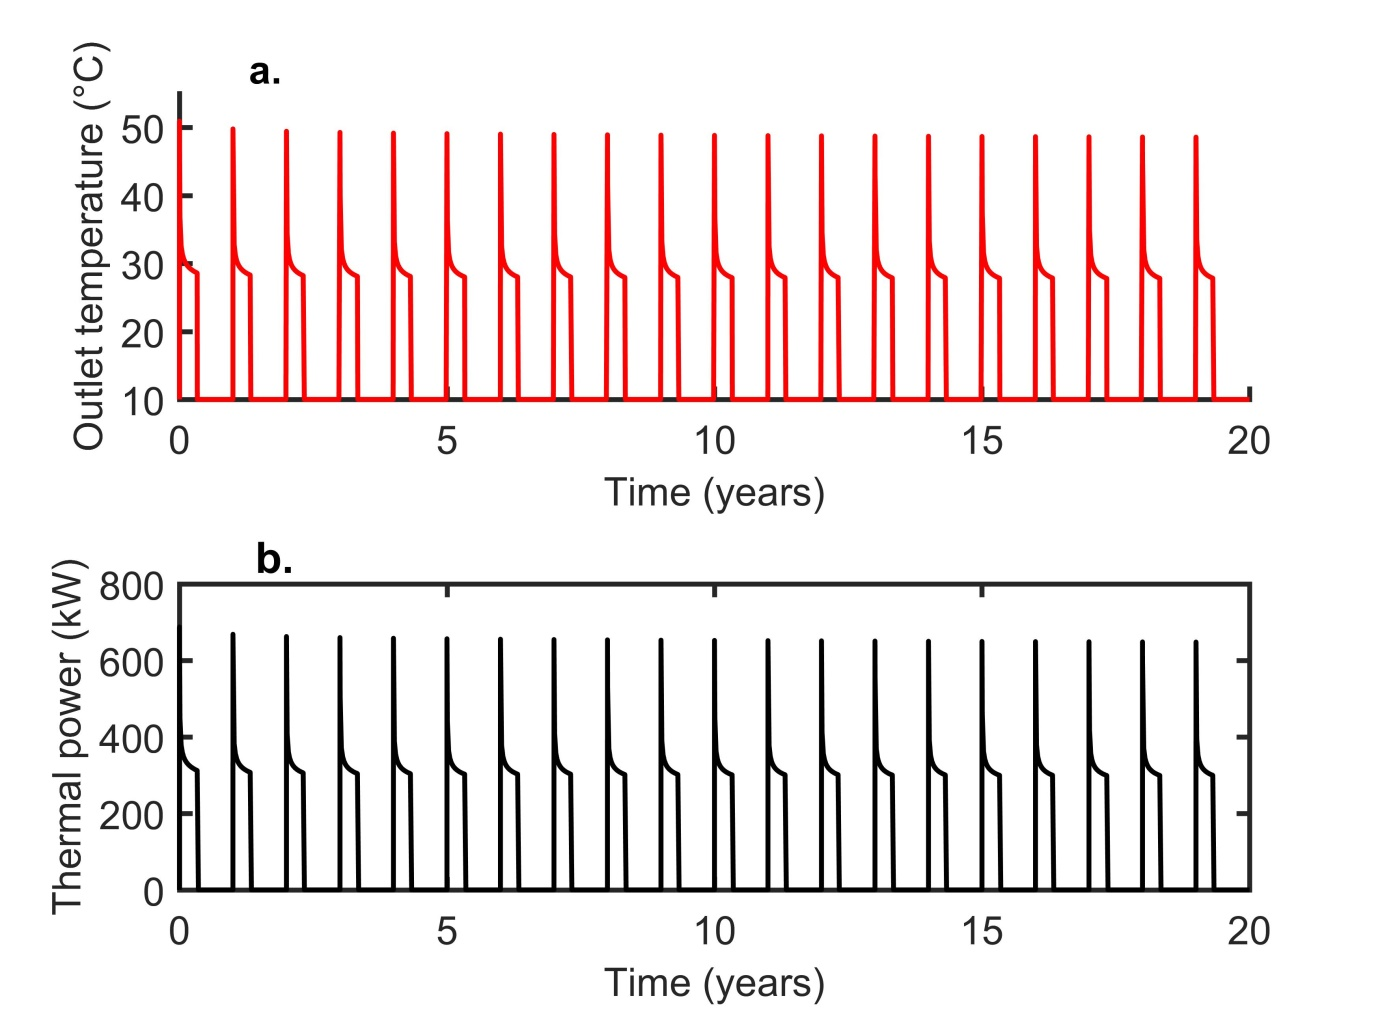 a.
Outlet temperature (°C)
50
40
30
20
10
0 5 10 15 20
Time (years)
b.
Thermal power (kW)
800
600
400
200
0
0 5 10 15 20
Time (years)